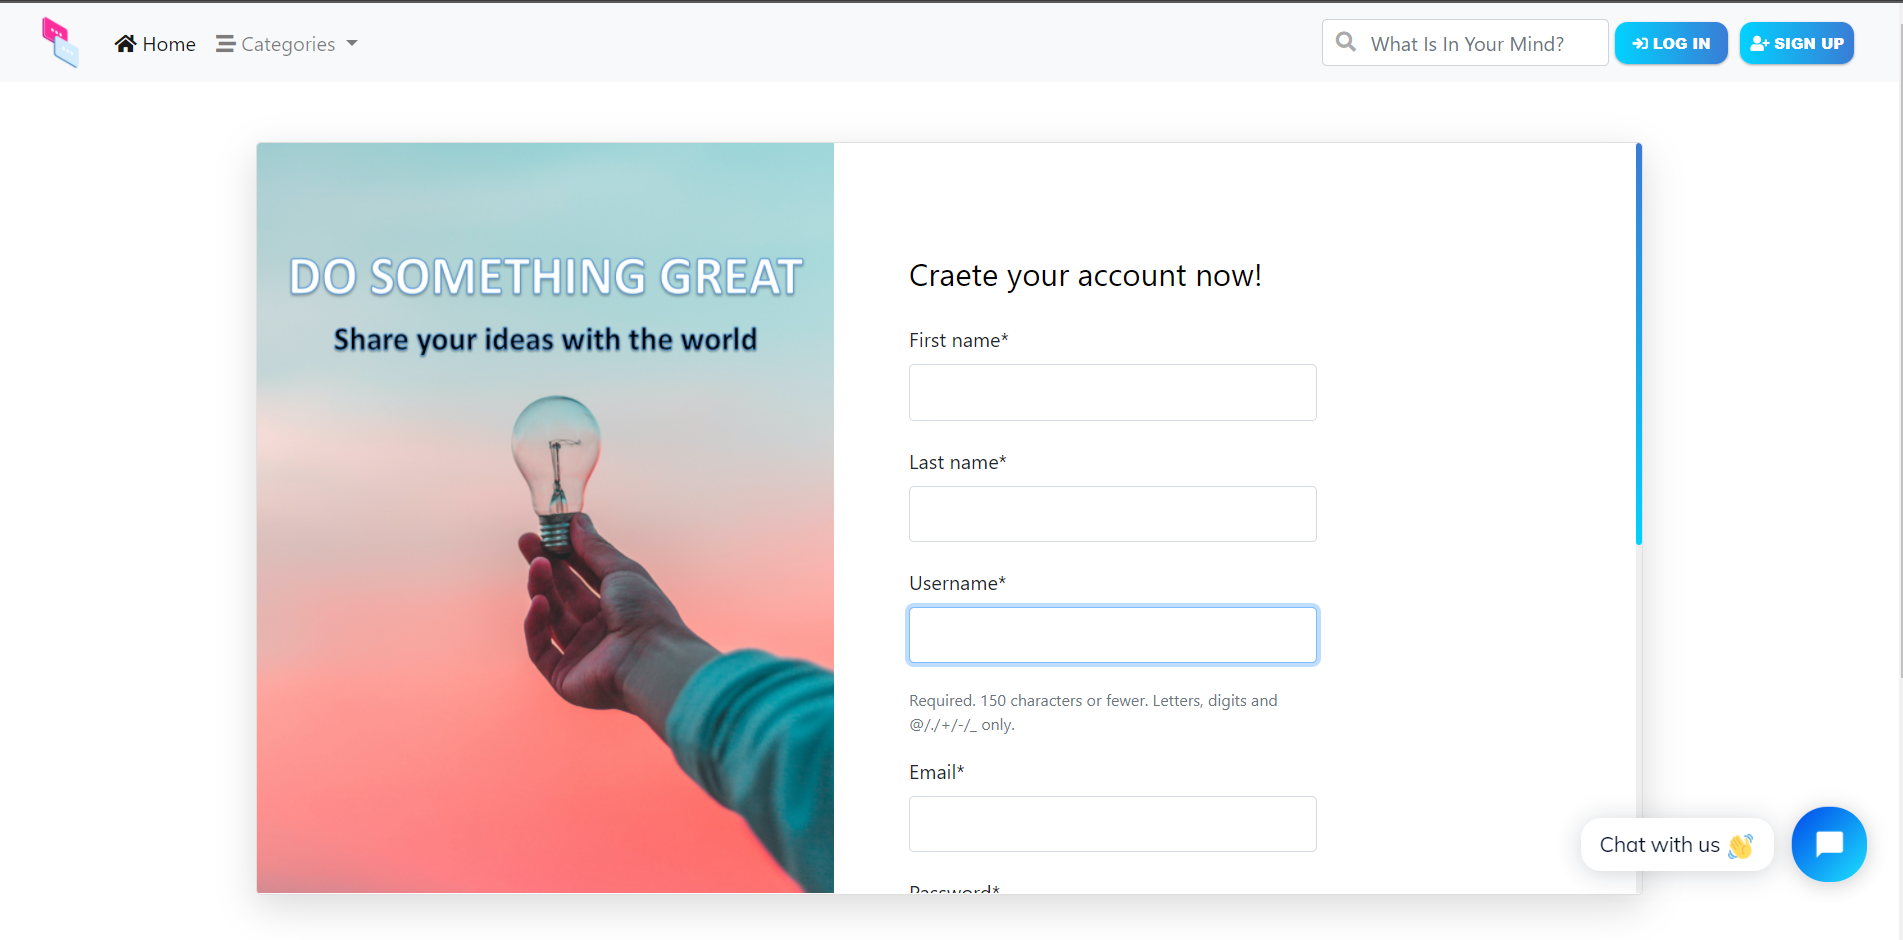 Home
Categories
What Is In Your Mind?
LOG IN
SIGN UP
DO SOMETHING GREAT
Share your ideas with the world
Craete your account now!
First name*
Last name*
Username*
Required. 150 characters or fewer. Letters, digits and
@/./+/-/_ only.
Email*
Password*
Chat with us 👋